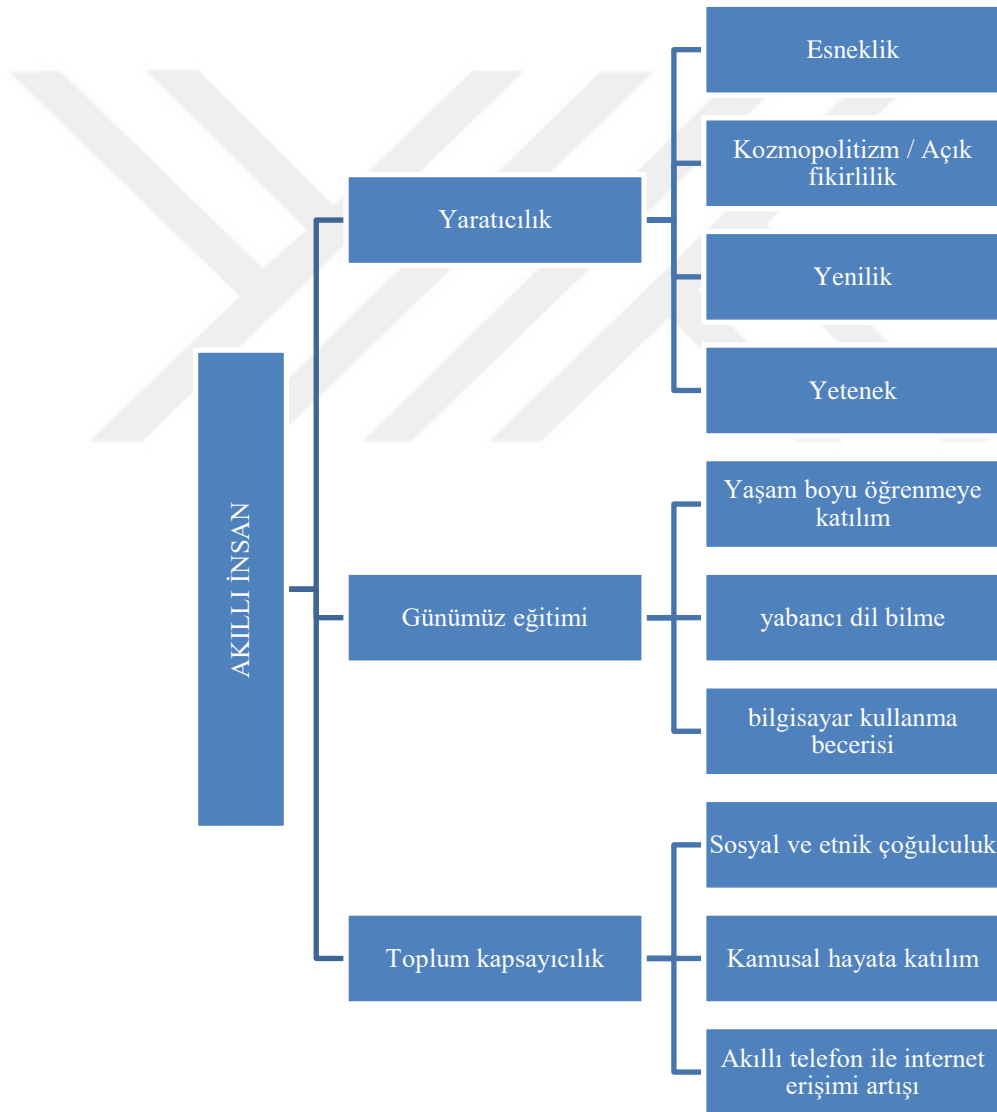 AKILLI İNSAN
Yaratıcılık
Esneklik
Kozmopolitizm / Açık
fikirlilik
Yenilik
Yetenek
Günümüz eğitimi
Yaşam boyu öğrenmeye
katılım
yabancı dil bilme
bilgisayar kullanma
becerisi
Toplum kapsayıcılık
Sosyal ve etnik çoğulculuk
Kamusal hayata katılım
Akıllı telefon ile internet
erişimi artışı